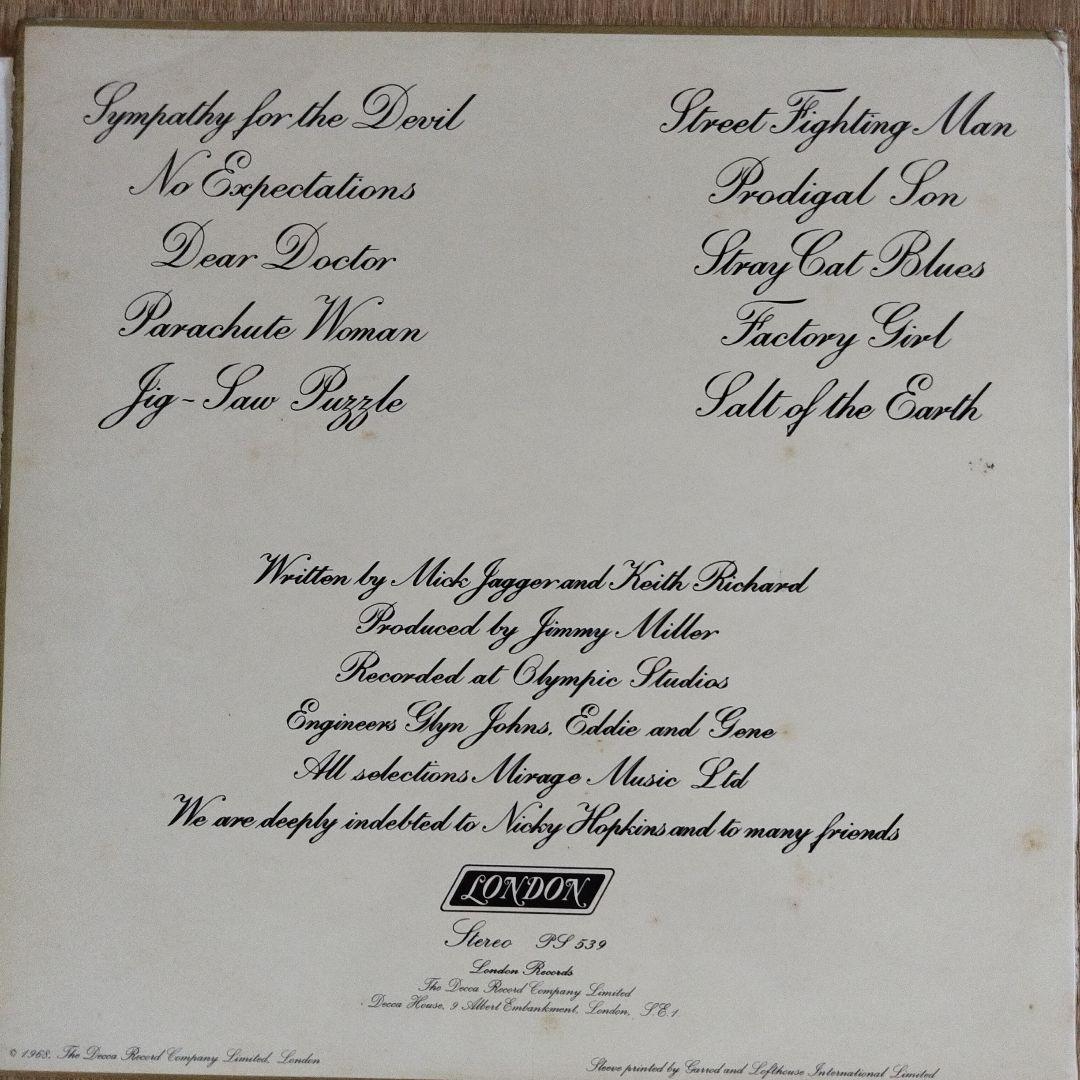 Sympathy for the Devil
No Expectations
Dear Doctor
Parachute Woman
Jig-Saw Puzzle
Street Fighting Man
Prodigal Son
Stray Cat Blues
Factory Girl
Salt of the Earth
Written by Mick Jagger and Keith Richard
Produced by Jimmy Miller
Recorded at Olympic Studios
Engineers Glyn Johns, Eddie and Gene
All selections Mirage Music Ltd
We are deeply indebted to Nicky Hopkins and to many friends
LONDON
Stereo PS 539
London Records
The Decca Record Company Limited
Decca House, 9 Albert Embankment, London, S.E.1
© 1968, The Decca Record Company Limited, London
Sleeve printed by Garrod and Lofthouse International Limited